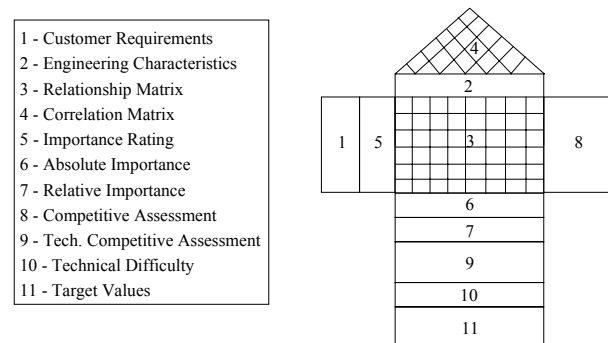 1 - Customer Requirements
2 - Engineering Characteristics
3 - Relationship Matrix
4 - Correlation Matrix
5 - Importance Rating
6 - Absolute Importance
7 - Relative Importance
8 - Competitive Assessment
9 - Tech. Competitive Assessment
10 - Technical Difficulty
11 - Target Values
4
2
1 5 3 8
6
7
9
10
11